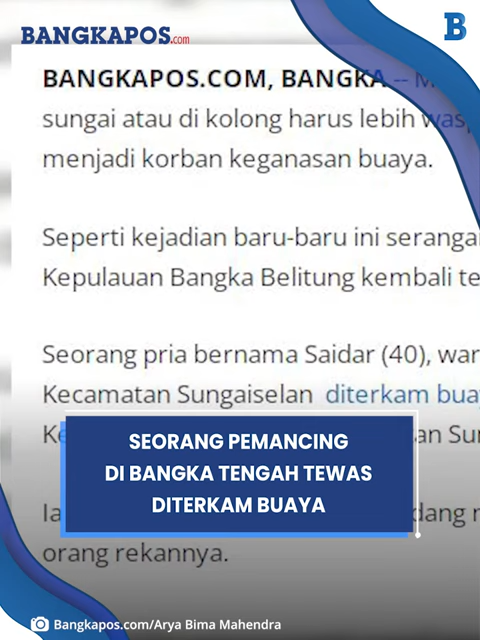 BANGKAPOS.com
B
BANGKAPOS.COM, BANGKA --
sungai atau di kolong harus lebih
menjadi korban keganasan buaya.
Seperti kejadian baru-baru ini
Kepulauan Bangka Belitung kembali
Seorang pria bernama Saidar (40),
Kecamatan Sungaiselan diterkam
SEORANG PEMANCING
DI BANGKA TENGAH TEWAS
DITERKAM BUAYA
orang rekannya.
Bangkapos.com/Arya Bima Mahendra